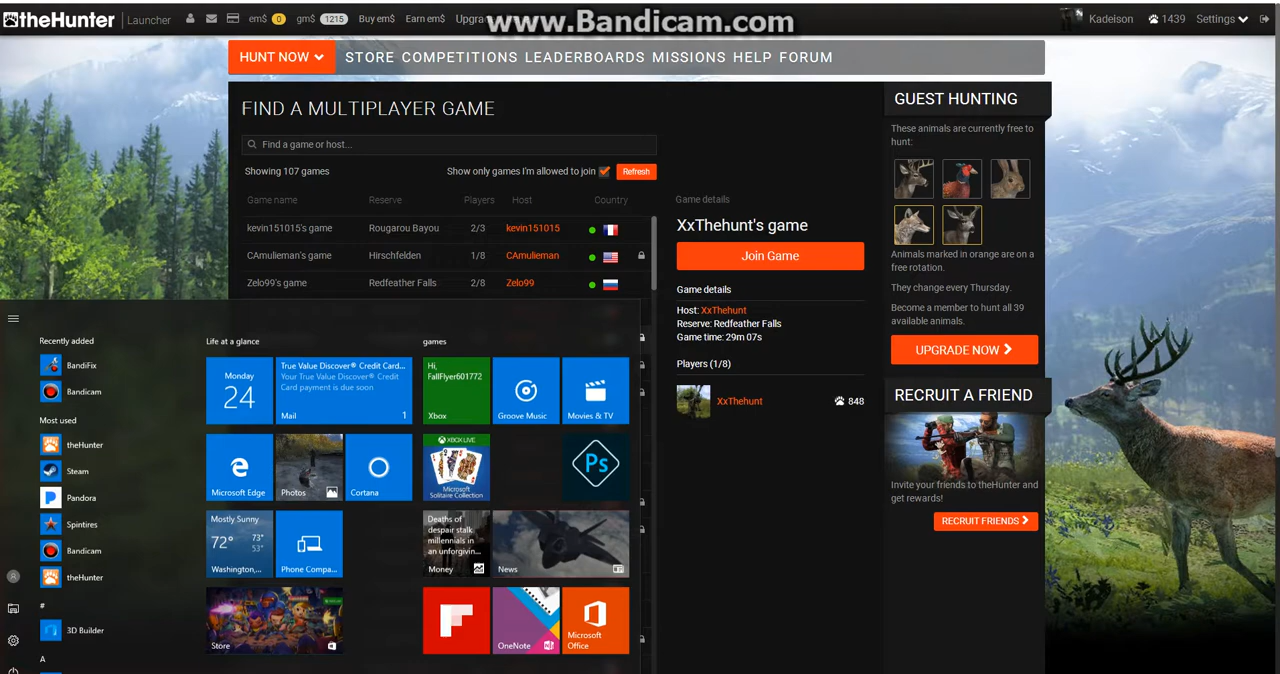 www.Bandicam.com
theHunter Launcher em$ 0 gm$ 1215 Buy em$ Earn em$ Upgra
Kadeison 1439 Settings
HUNT NOW STORE COMPETITIONS LEADERBOARDS MISSIONS HELP FORUM
FIND A MULTIPLAYER GAME
Find a game or host...
Showing 107 games
Show only games I'm allowed to join Refresh
Game name Reserve Players Host Country
kevin151015's game Rougarou Bayou 2/3 kevin151015
CAmulieman's game Hirschfelden 1/8 CAmulieman
Zelo99's game Redfeather Falls 2/8 Zelo99
Game details
XxThehunt's game
Join Game
Game details
Host: XxThehunt
Reserve: Redfeather Falls
Game time: 29m 07s
Players (1/8)
XxThehunt 848
GUEST HUNTING
These animals are currently free to
hunt:
Animals marked in orange are on a
free rotation.
They change every Thursday.
Become a member to hunt all 39
available animals.
UPGRADE NOW
RECRUIT A FRIEND
Invite your friends to theHunter and
get rewards!
RECRUIT FRIENDS
Recently added
BandiFix
Bandicam
Most used
theHunter
Steam
Pandora
Spintires
Bandicam
theHunter
#
3D Builder
A
Life at a glance
Monday
24
True Value Discover® Credit Card...
Your True Value Discover® Credit
Card payment is due soon
Mail 1
Microsoft Edge
Photos
Cortana
Mostly Sunny
72° 73°
53°
Washington,...
Phone Compa...
Store
games
Hi,
FallFlyer601772
Xbox
Groove Music
Movies & TV
XBOX LIVE
Microsoft
Solitaire Collection
Ps
Deaths of
despair stalk
millennials in
an unforgivin...
Money
News
OneNote
Microsoft
Office